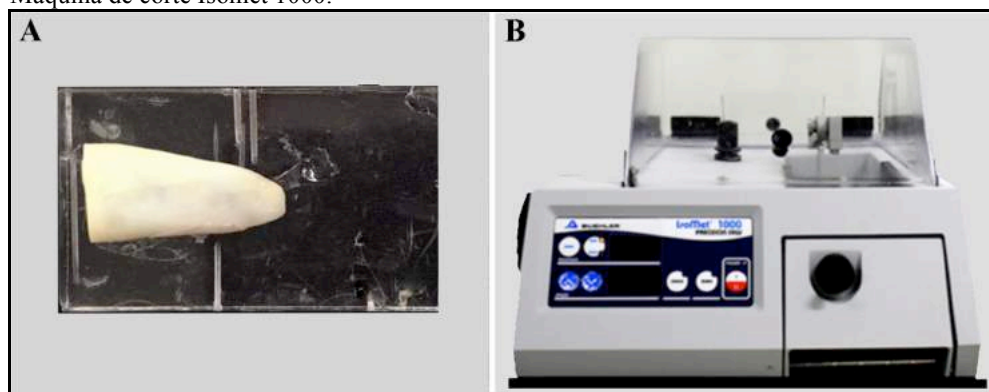 Máquina de corte Isomet 1000.
A
B
BUEHLER
IsoMet 1000
PRECISION SAW